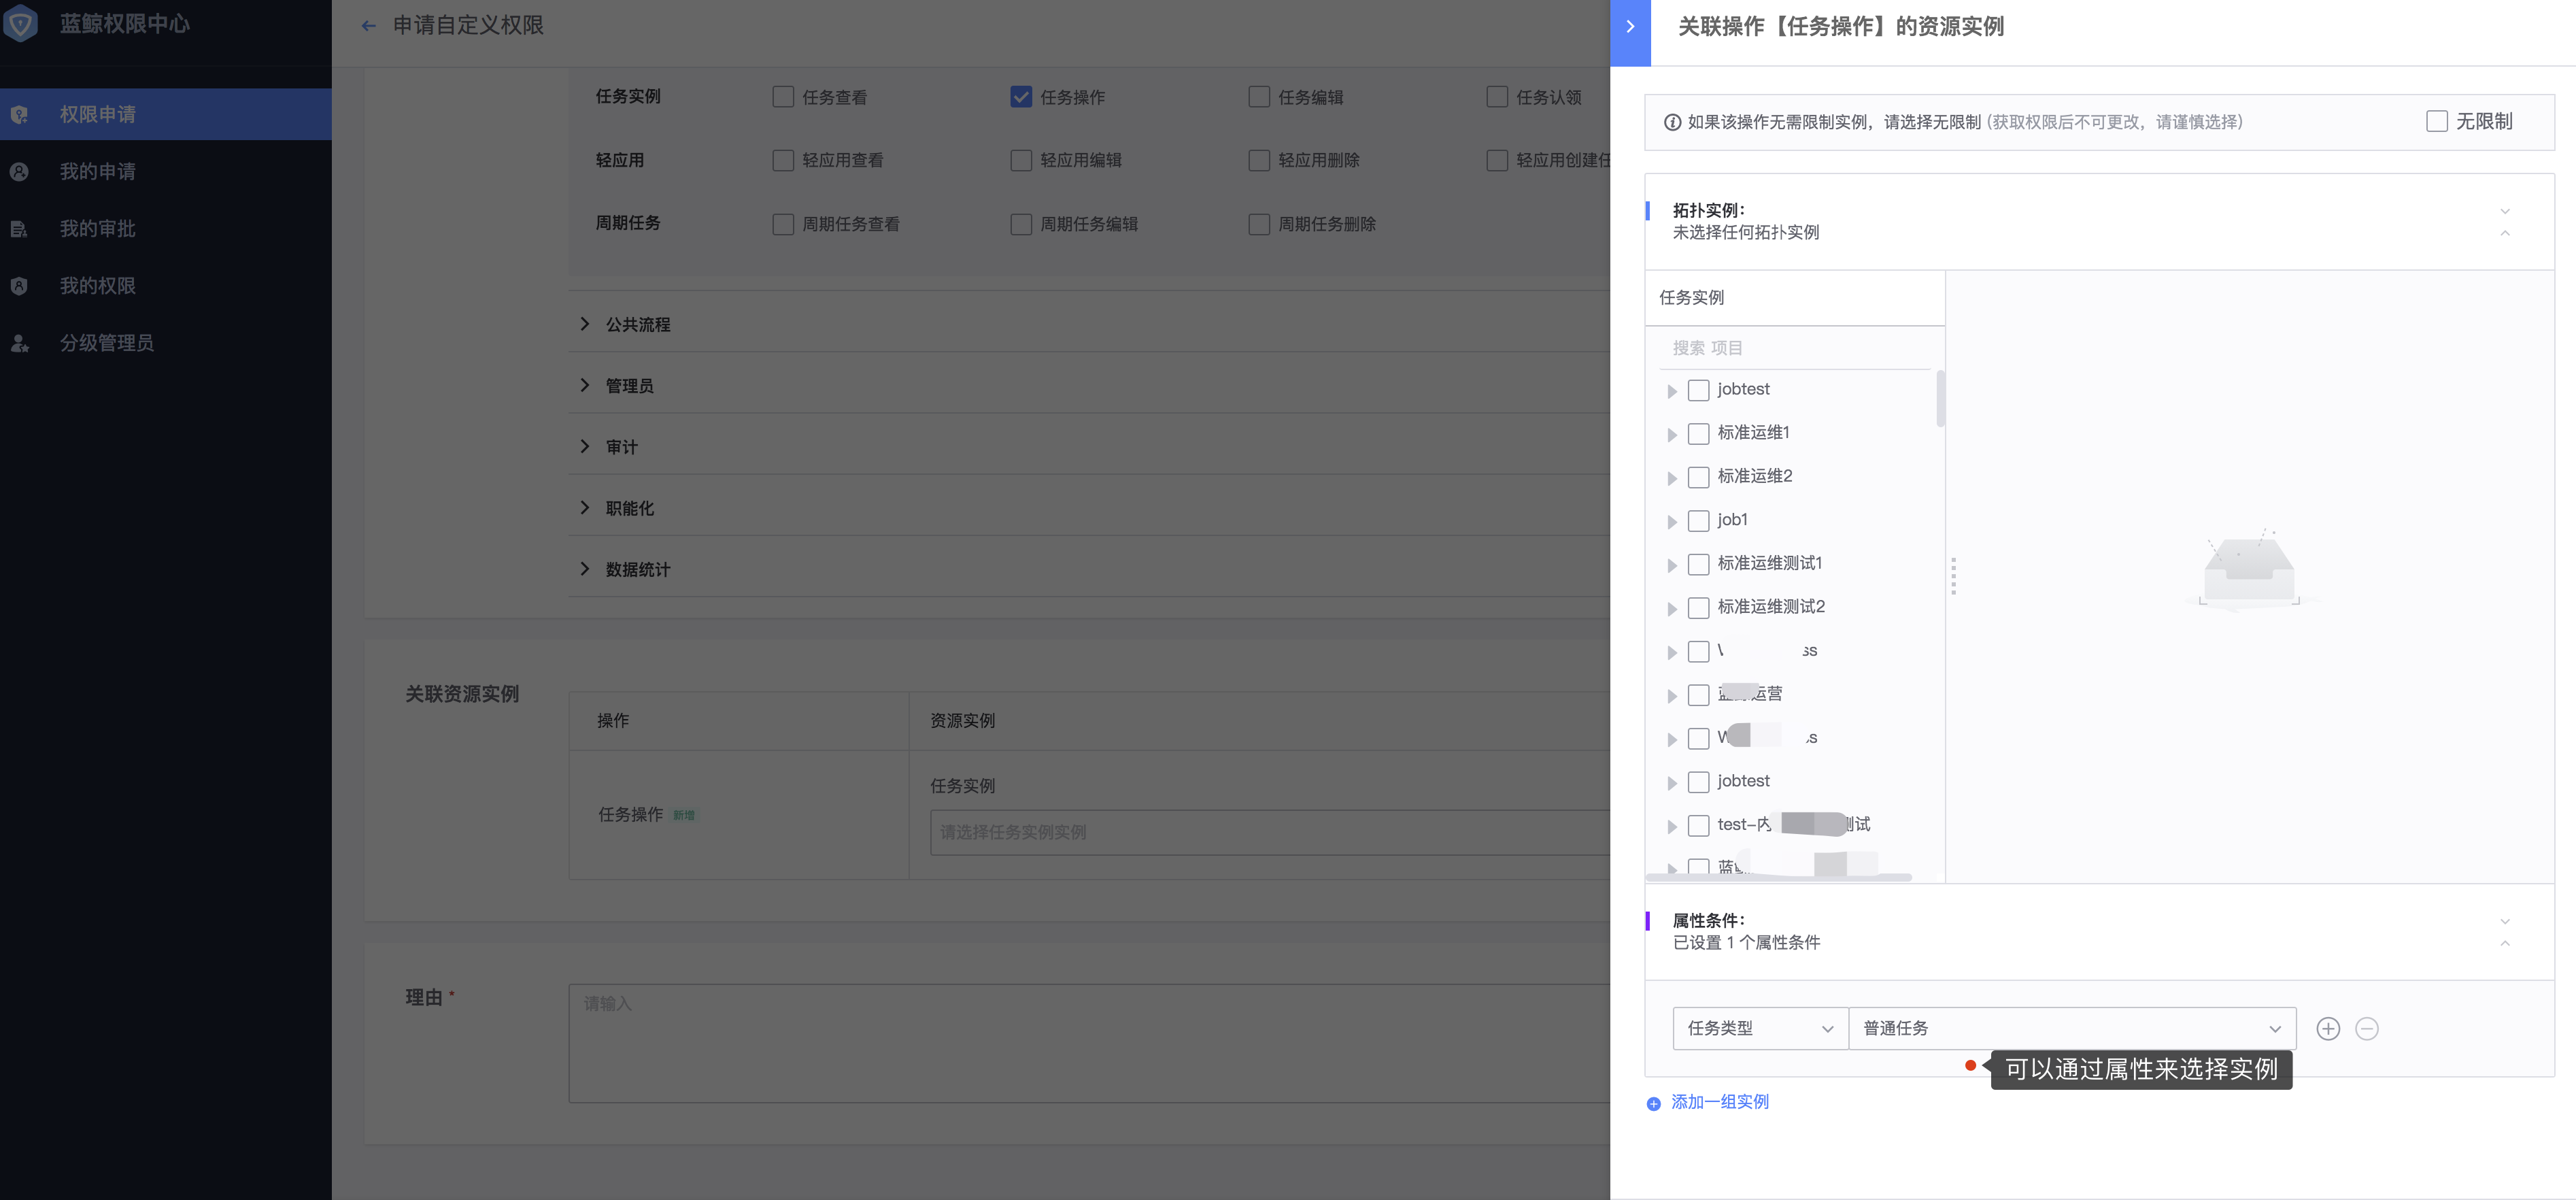 蓝鲸权限中心
权限申请
我的申请
我的审批
我的权限
分级管理员
申请自定义权限
任务实例 任务查看 任务操作 任务编辑 任务认领
轻应用 轻应用查看 轻应用编辑 轻应用删除 轻应用创建任
周期任务 周期任务查看 周期任务编辑 周期任务删除
公共流程
管理员
审计
职能化
数据统计
关联资源实例
操作 资源实例
任务操作 新增
任务实例
请选择任务实例实例
理由 *
请输入
关联操作【任务操作】的资源实例
如果该操作无需限制实例，请选择无限制 (获取权限后不可更改，请谨慎选择) 无限制
拓扑实例：
未选择任何拓扑实例
任务实例
搜索 项目
jobtest
标准运维1
标准运维2
job1
标准运维测试1
标准运维测试2
ss
运营
s
jobtest
test-内 测试
蓝
属性条件：
已设置 1 个属性条件
任务类型 普通任务
可以通过属性来选择实例
添加一组实例